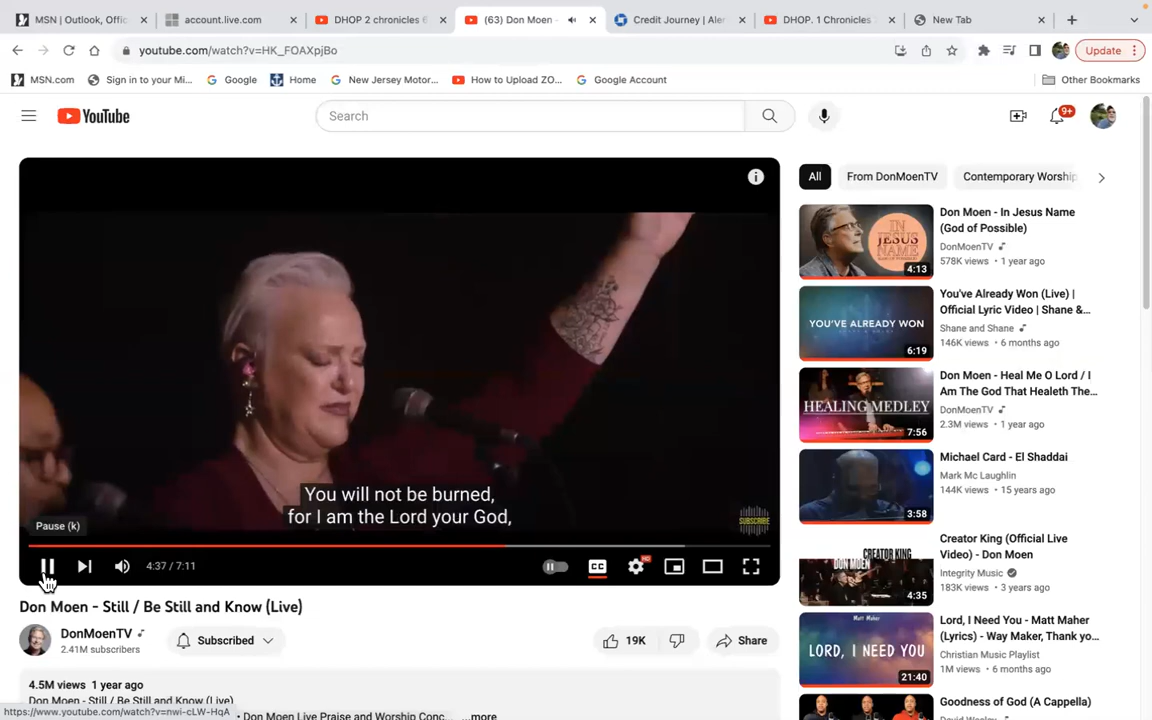 MSN | Outlook, Offic
account.live.com
DHOP 2 chronicles 6
(63) Don Moen -
Credit Journey | Aler
DHOP. 1 Chronicles
New Tab
youtube.com/watch?v=HK_FOAXpjBo
Update
MSN.com
Sign in to your Mi...
Google
Home
New Jersey Motor...
How to Upload ZO...
Google Account
Other Bookmarks
YouTube
Search
9+
All
From DonMoenTV
Contemporary Worship
IN
JESUS
NAME
4:13
Don Moen - In Jesus Name
(God of Possible)
DonMoenTV
578K views • 1 year ago
YOU'VE ALREADY WON
6:19
You've Already Won (Live) |
Official Lyric Video | Shane &...
Shane and Shane
146K views • 6 months ago
HEALING MEDLEY
7:56
Don Moen - Heal Me O Lord / I
Am The God That Healeth The...
DonMoenTV
2.3M views • 1 year ago
3:58
Michael Card - El Shaddai
Mark Mc Laughlin
144K views • 15 years ago
CREATOR KING
DON MOEN
4:35
Creator King (Official Live
Video) - Don Moen
Integrity Music
183K views • 3 years ago
Matt Maher
LORD, I NEED YOU
21:40
Lord, I Need You - Matt Maher
(Lyrics) - Way Maker, Thank yo...
Christian Music Playlist
1M views • 6 months ago
Goodness of God (A Cappella)
You will not be burned,
for I am the Lord your God,
SUBSCRIBE
Pause (k)
4:37 / 7:11
CC
HD
Don Moen - Still / Be Still and Know (Live)
DonMoenTV
2.41M subscribers
Subscribed
19K
Share
4.5M views 1 year ago
Don Moen - Still / Be Still and Know (Live)
https://www.youtube.com/watch?v=nwi-cLW-HqA
• Don Moen Live Praise and Worship Conc... ...more